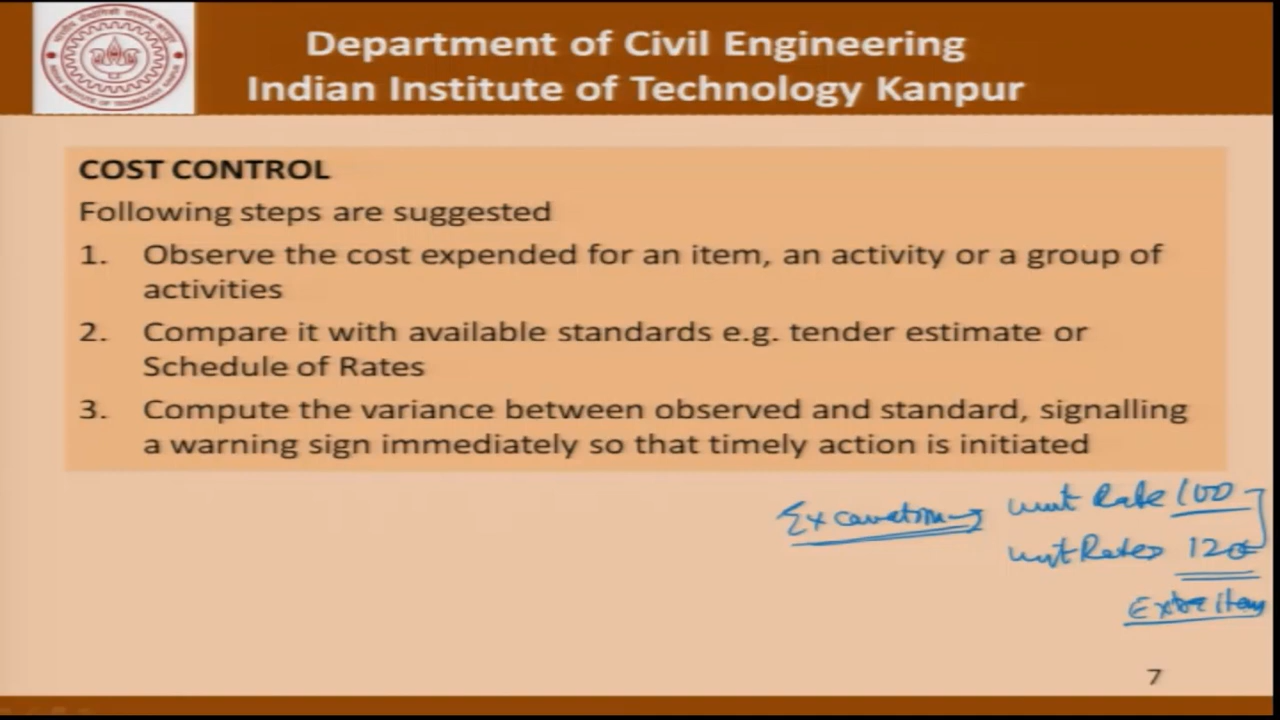 Department of Civil Engineering
Indian Institute of Technology Kanpur
COST CONTROL
Following steps are suggested
1. Observe the cost expended for an item, an activity or a group of
activities
2. Compare it with available standards e.g. tender estimate or
Schedule of Rates
3. Compute the variance between observed and standard, signalling
a warning sign immediately so that timely action is initiated
Excavation → unit Rate 100
unit Rates 120
Extra item
7